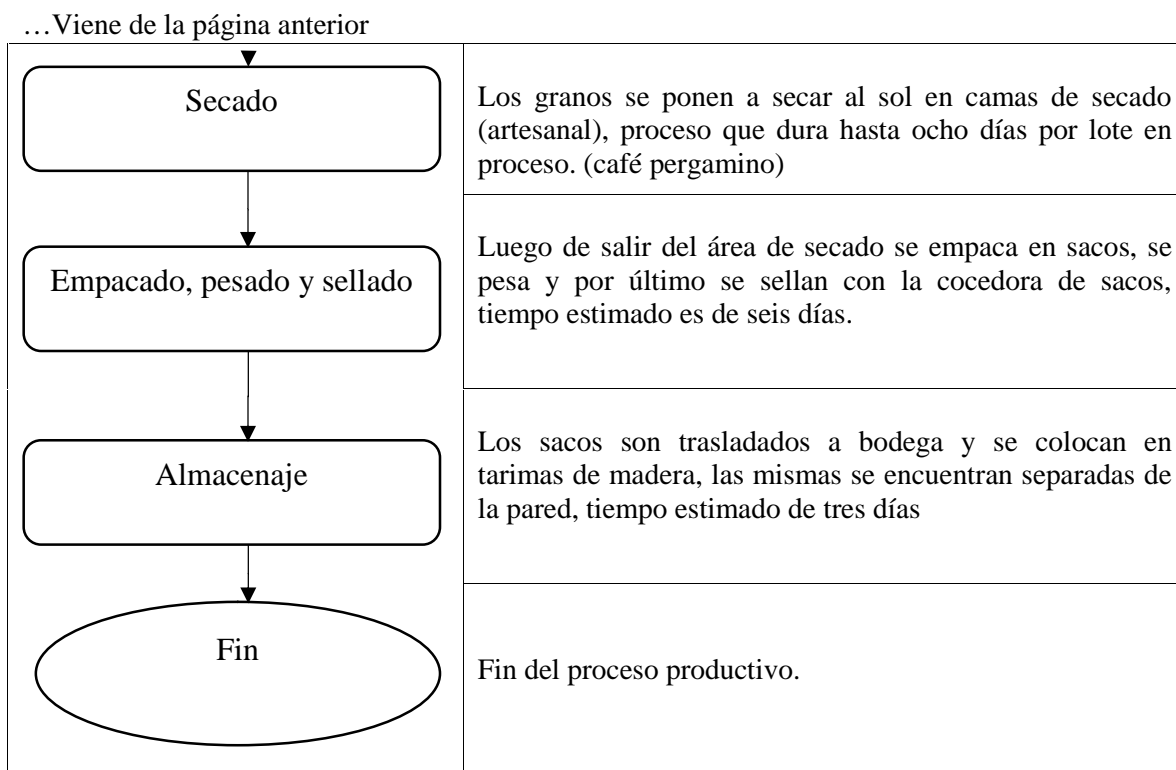 …Viene de la página anterior
Secado
Los granos se ponen a secar al sol en camas de secado
(artesanal), proceso que dura hasta ocho días por lote en
proceso. (café pergamino)
Empacado, pesado y sellado
Luego de salir del área de secado se empaca en sacos, se
pesa y por último se sellan con la cocedora de sacos,
tiempo estimado es de seis días.
Almacenaje
Los sacos son trasladados a bodega y se colocan en
tarimas de madera, las mismas se encuentran separadas de
la pared, tiempo estimado de tres días
Fin
Fin del proceso productivo.